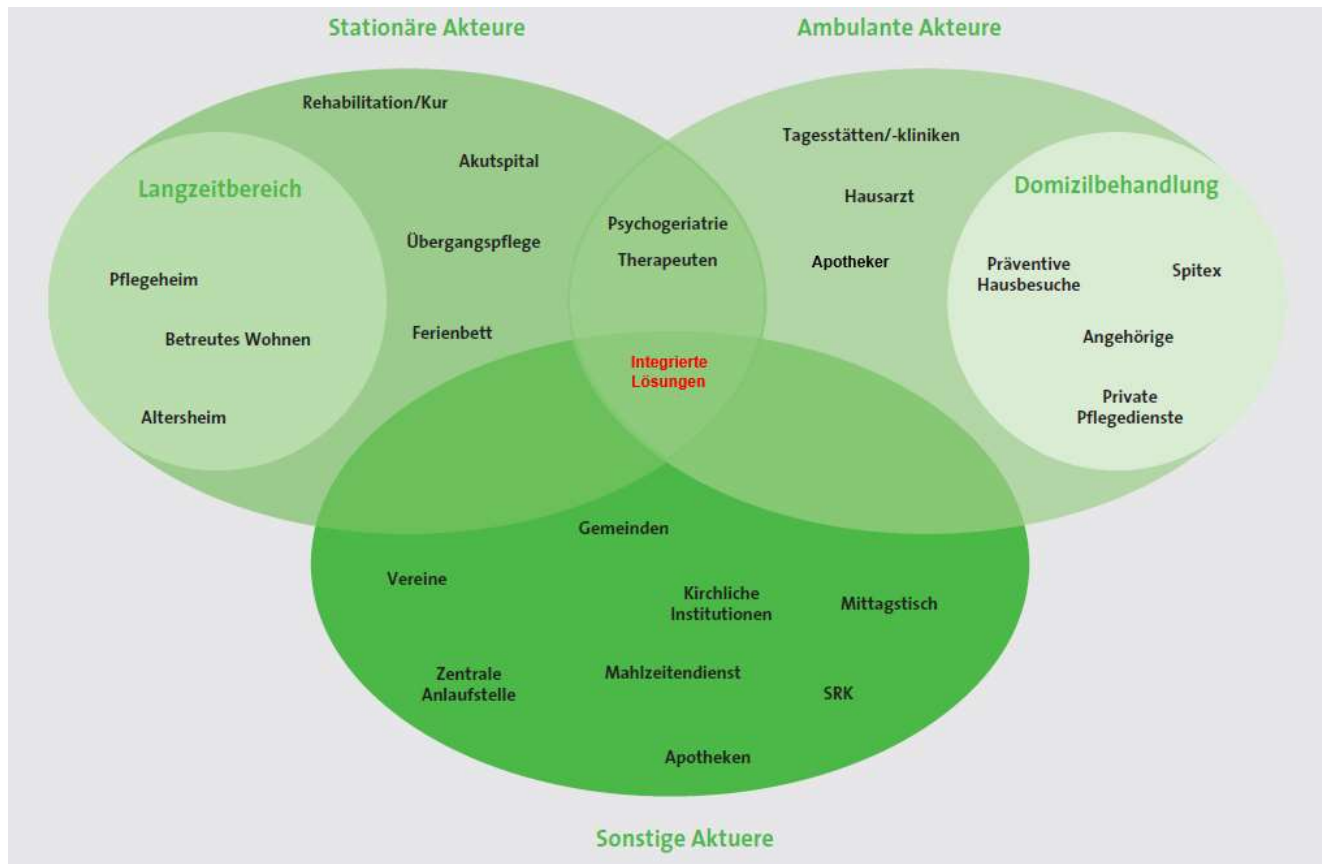 Stationäre Akteure
Ambulante Akteure
Rehabilitation/Kur
Akutspital
Langzeitbereich
Übergangspflege
Pflegeheim
Betreutes Wohnen
Ferienbett
Altersheim
Psychogeriatrie
Therapeuten
Integrierte
Lösungen
Tagesstätten/-kliniken
Hausarzt
Apotheker
Domizilbehandlung
Präventive
Hausbesuche
Spitex
Angehörige
Private
Pflegedienste
Gemeinden
Vereine
Kirchliche
Institutionen
Mittagstisch
Zentrale
Anlaufstelle
Mahlzeitendienst
SRK
Apotheken
Sonstige Aktuere